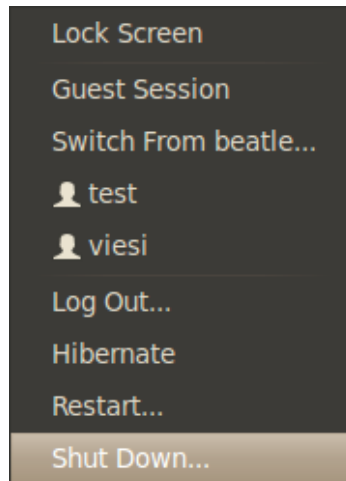 Lock Screen
Guest Session
Switch From beatle...
test
viesi
Log Out...
Hibernate
Restart...
Shut Down...